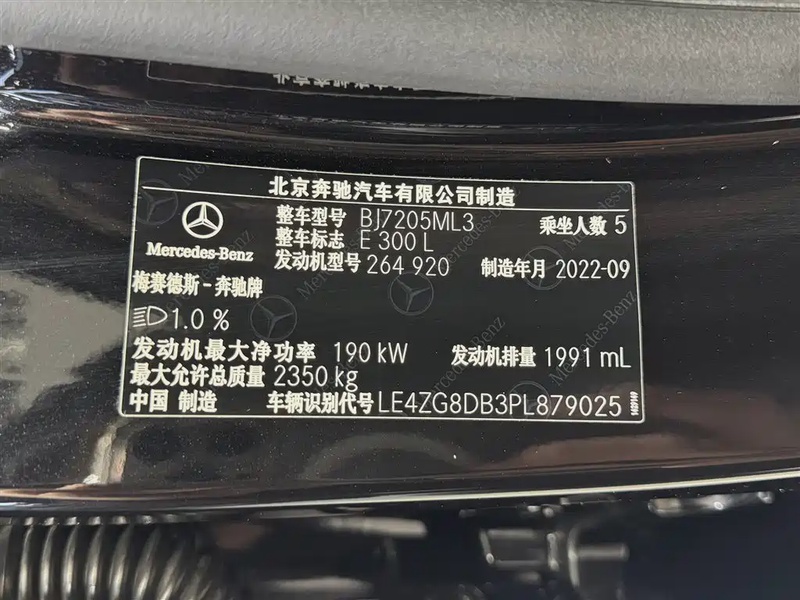 北京奔驰汽车有限公司制造
Mercedes-Benz
整车型号 BJ7205ML3 乘坐人数 5
整车标志 E 300 L
发动机型号 264 920 制造年月 2022-09
梅赛德斯-奔驰牌
1.0 %
发动机最大净功率 190 kW 发动机排量 1991 mL
最大允许总质量 2350 kg
中国 制造 车辆识别代号 LE4ZG8DB3PL879025